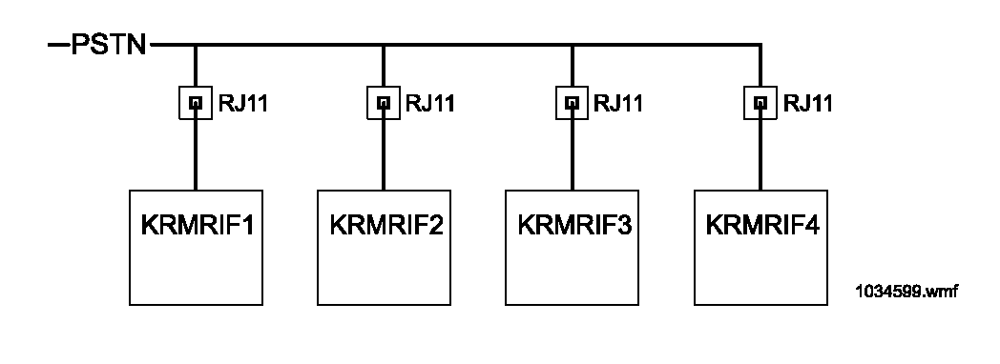 PSTN
RJ11 RJ11 RJ11 RJ11
KRMRIF1 KRMRIF2 KRMRIF3 KRMRIF4
1034599.wmf